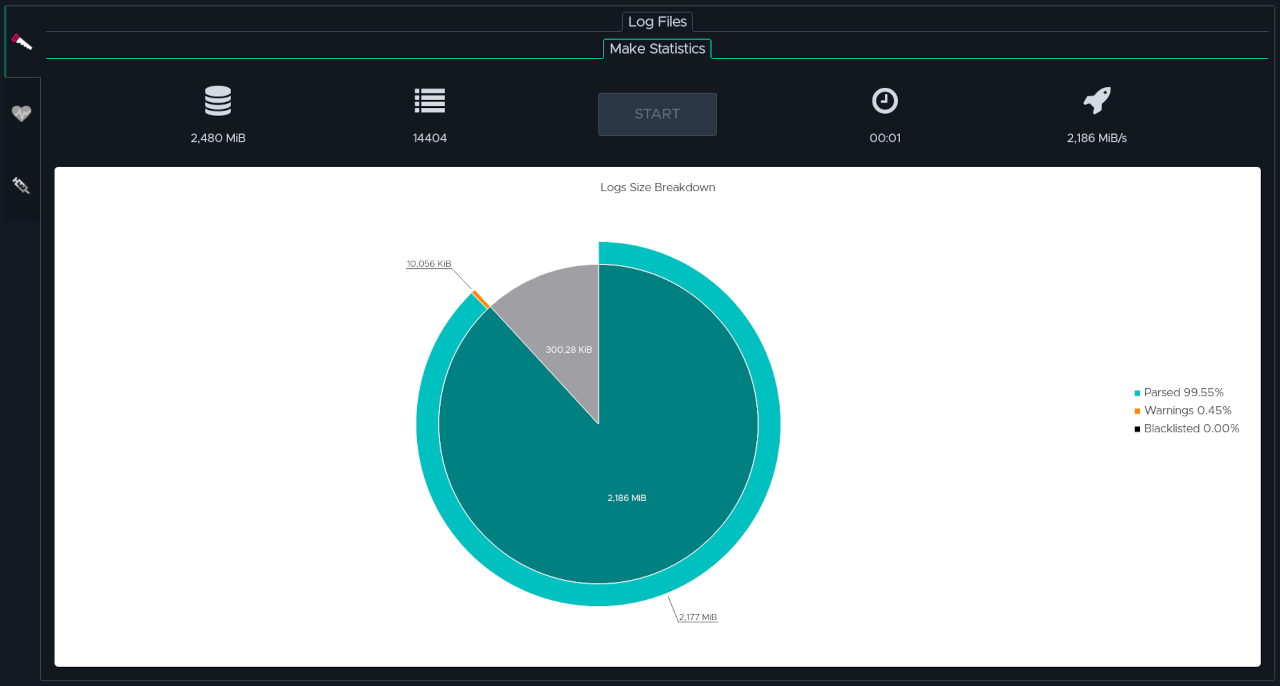 Log Files
Make Statistics
2,480 MiB
14404
START
00:01
2,186 MiB/s
Logs Size Breakdown
10,056 KiB
300.28 KiB
2,186 MiB
2,177 MiB
Parsed 99.55%
Warnings 0.45%
Blacklisted 0.00%